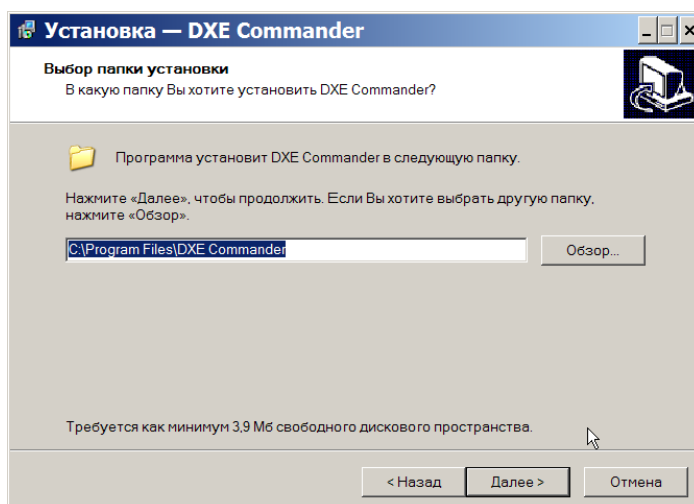 Установка — DXE Commander
Выбор папки установки
В какую папку Вы хотите установить DXE Commander?
Программа установит DXE Commander в следующую папку.
Нажмите «Далее», чтобы продолжить. Если Вы хотите выбрать другую папку,
нажмите «Обзор».
C:\Program Files\DXE Commander
Обзор...
Требуется как минимум 3,9 Мб свободного дискового пространства.
< Назад
Далее >
Отмена